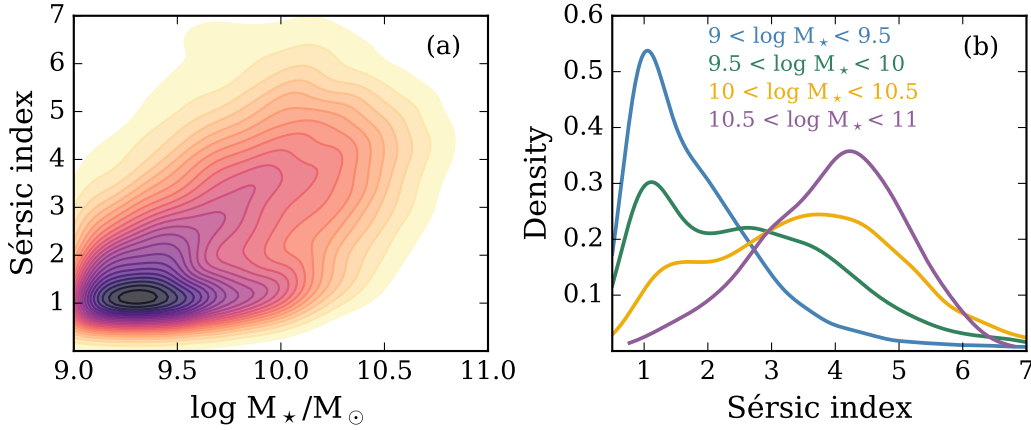 7
6
5
4
3
2
1
Sérsic index
(a)
9.0 9.5 10.0 10.5 11.0
log M⋆/M⊙
0.6
0.5
0.4
0.3
0.2
0.1
Density
9 < log M⋆ < 9.5
9.5 < log M⋆ < 10
10 < log M⋆ < 10.5
10.5 < log M⋆ < 11
(b)
1 2 3 4 5 6 7
Sérsic index